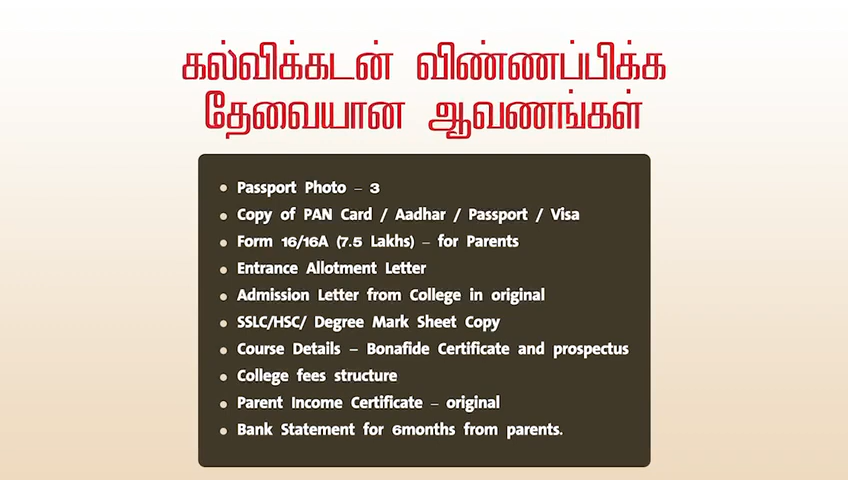 கல்விக்கடன் விண்ணப்பிக்க
தேவையான ஆவணங்கள்
• Passport Photo – 3
• Copy of PAN Card / Aadhar / Passport / Visa
• Form 16/16A (7.5 Lakhs) – for Parents
• Entrance Allotment Letter
• Admission Letter from College in original
• SSLC/HSC/ Degree Mark Sheet Copy
• Course Details – Bonafide Certificate and prospectus
• College fees structure
• Parent Income Certificate – original
• Bank Statement for 6months from parents.